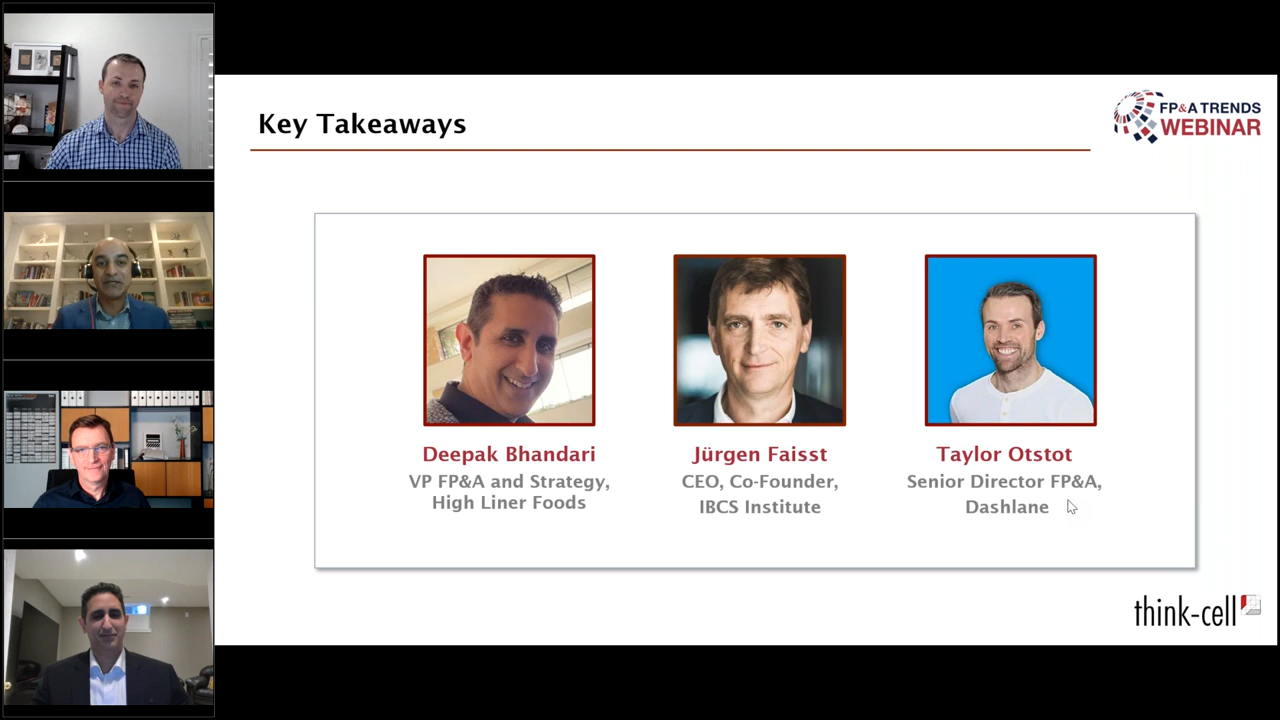 Key Takeaways
FP&A TRENDS
WEBINAR
Deepak Bhandari
VP FP&A and Strategy,
High Liner Foods
Jürgen Faisst
CEO, Co-Founder,
IBCS Institute
Taylor Otstot
Senior Director FP&A,
Dashlane
think-cell